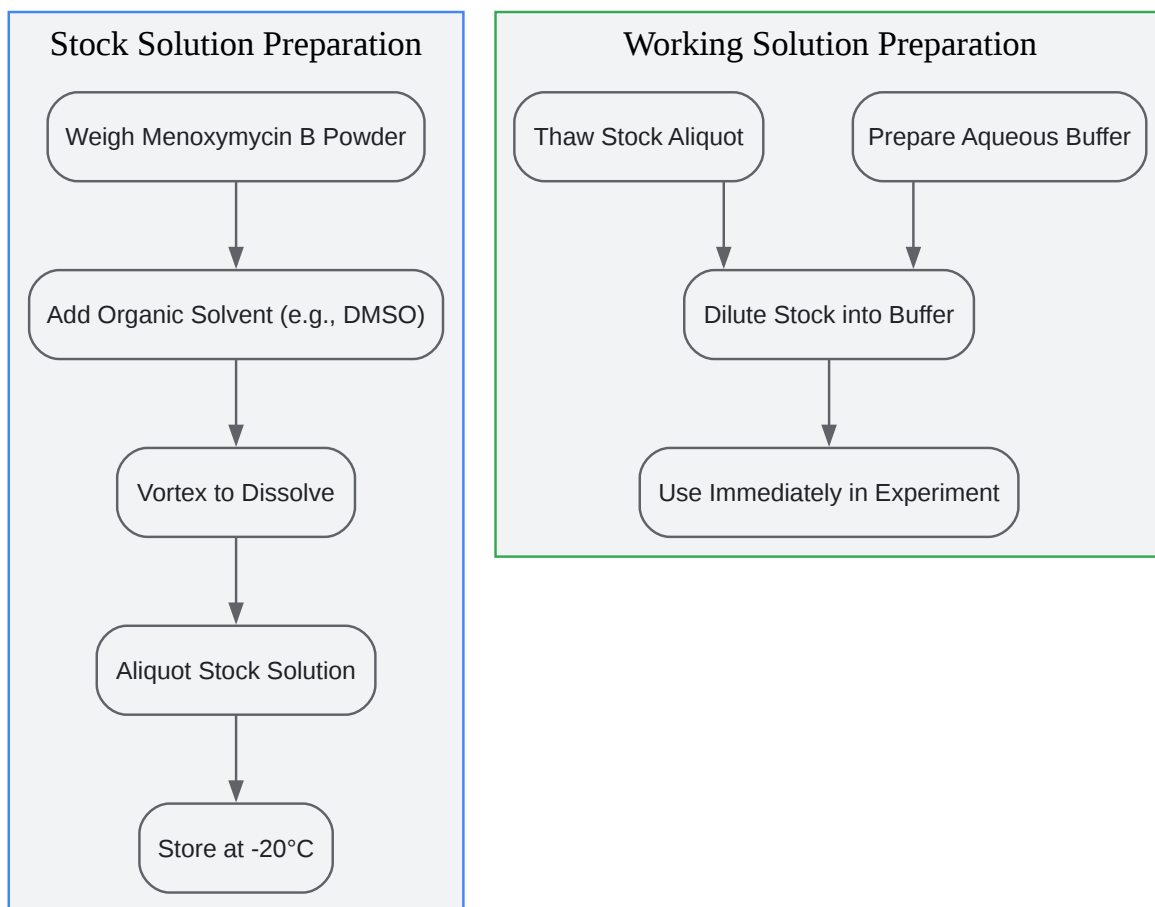 Stock Solution Preparation
Weigh Menoxymycin B Powder
Add Organic Solvent (e.g., DMSO)
Vortex to Dissolve
Aliquot Stock Solution
Store at -20°C
Working Solution Preparation
Thaw Stock Aliquot
Prepare Aqueous Buffer
Dilute Stock into Buffer
Use Immediately in Experiment